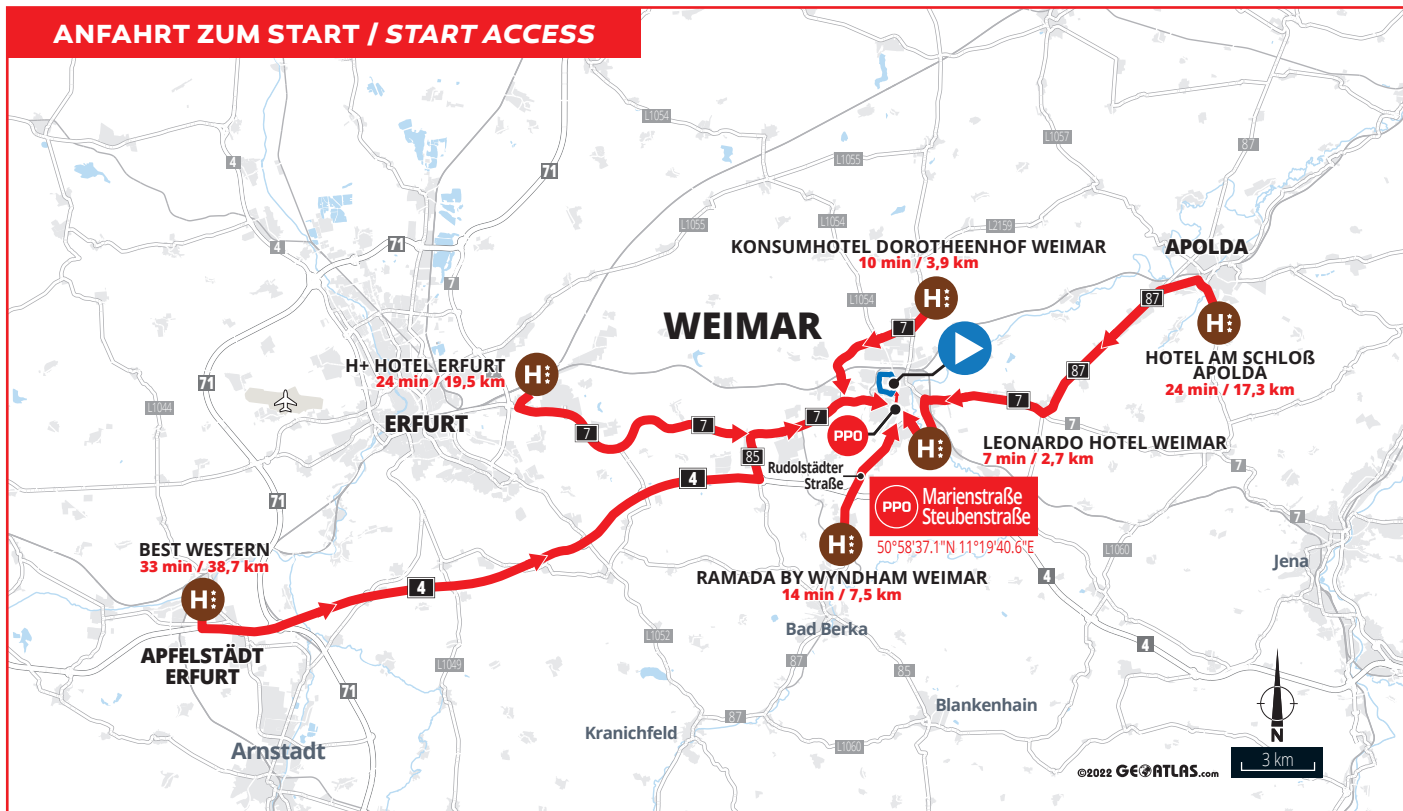 ANFAHRT ZUM START / START ACCESS
L1054
L1057
87
4
71
L1055
L1055
L1054
L2159
4
71
7
KONSUMHOTEL DOROTHEENHOF WEIMAR
10 min / 3,9 km
APOLDA
H
L1054
87
7
WEIMAR
H
71
H+ HOTEL ERFURT
24 min / 19,5 km
H
7
HOTEL AM SCHLOß
APOLDA
24 min / 17,3 km
87
L1044
ERFURT
7
7
7
7
PPO
7
H
LEONARDO HOTEL WEIMAR
7 min / 2,7 km
85
4
Rudolstädter
Straße
7
71
PPO
Marienstraße
Steubenstraße
50°58'37.1"N 11°19'40.6"E
7
BEST WESTERN
33 min / 38,7 km
H
H
L1060
Jena
4
RAMADA BY WYNDHAM WEIMAR
14 min / 7,5 km
4
Bad Berka
L1052
4
APFELSTÄDT
ERFURT
L1049
87
85
71
Blankenhain
Kranichfeld
87
Arnstadt
L1060
N
3 km
©2022 GEOATLAS.com